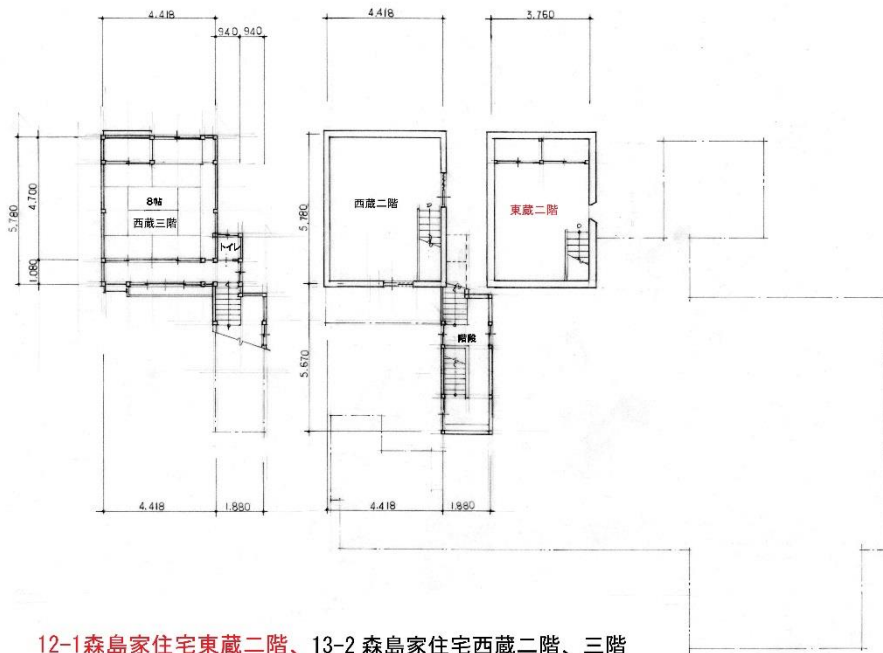 4.418
940 940
4.418
3.760
5.780
4.700
1.080
8帖
西蔵三階
トイレ
5.780
西蔵二階
東蔵二階
階段
5.670
4.418
1.880
4.418
1.880
12-1森島家住宅東蔵二階、13-2 森島家住宅西蔵二階、三階